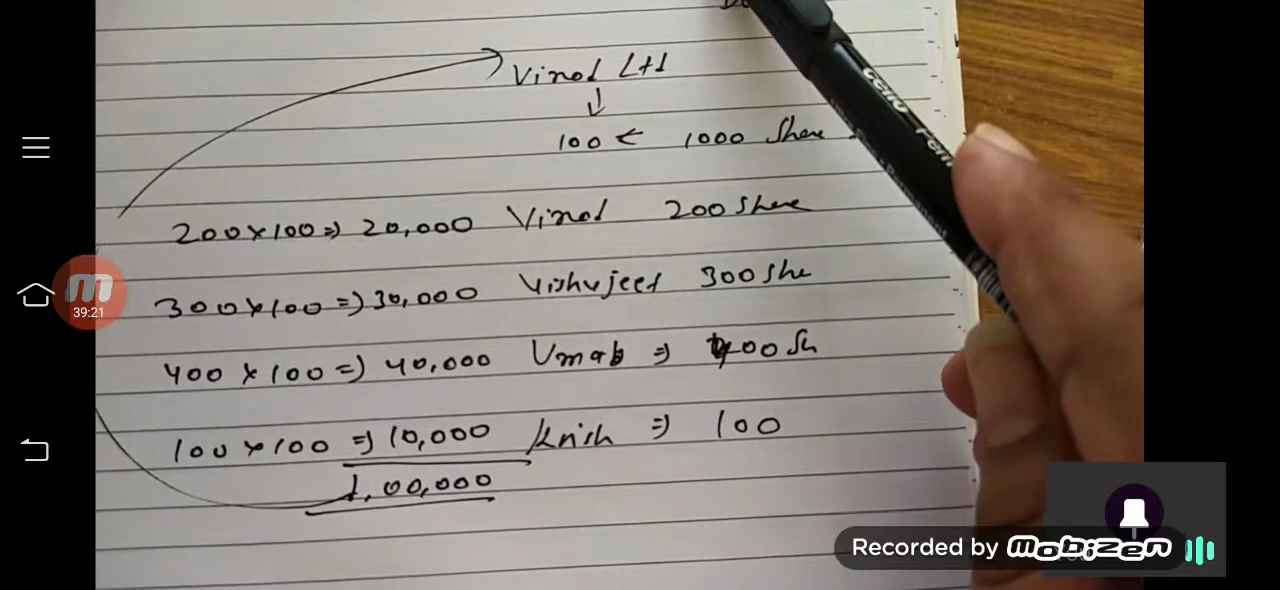 Vinod Ltd
100 ← 1000 Share
200×100 ⇒ 20,000 Vinod 200 Share
300×100 ⇒ 30,000 Vishvjeet 300 Sha
400×100 ⇒ 40,000 ⇒ 400 Sh
100×100 ⇒ 10,000 Krish ⇒ 100
1,00,000
cello
39:21
Recorded by mobizen